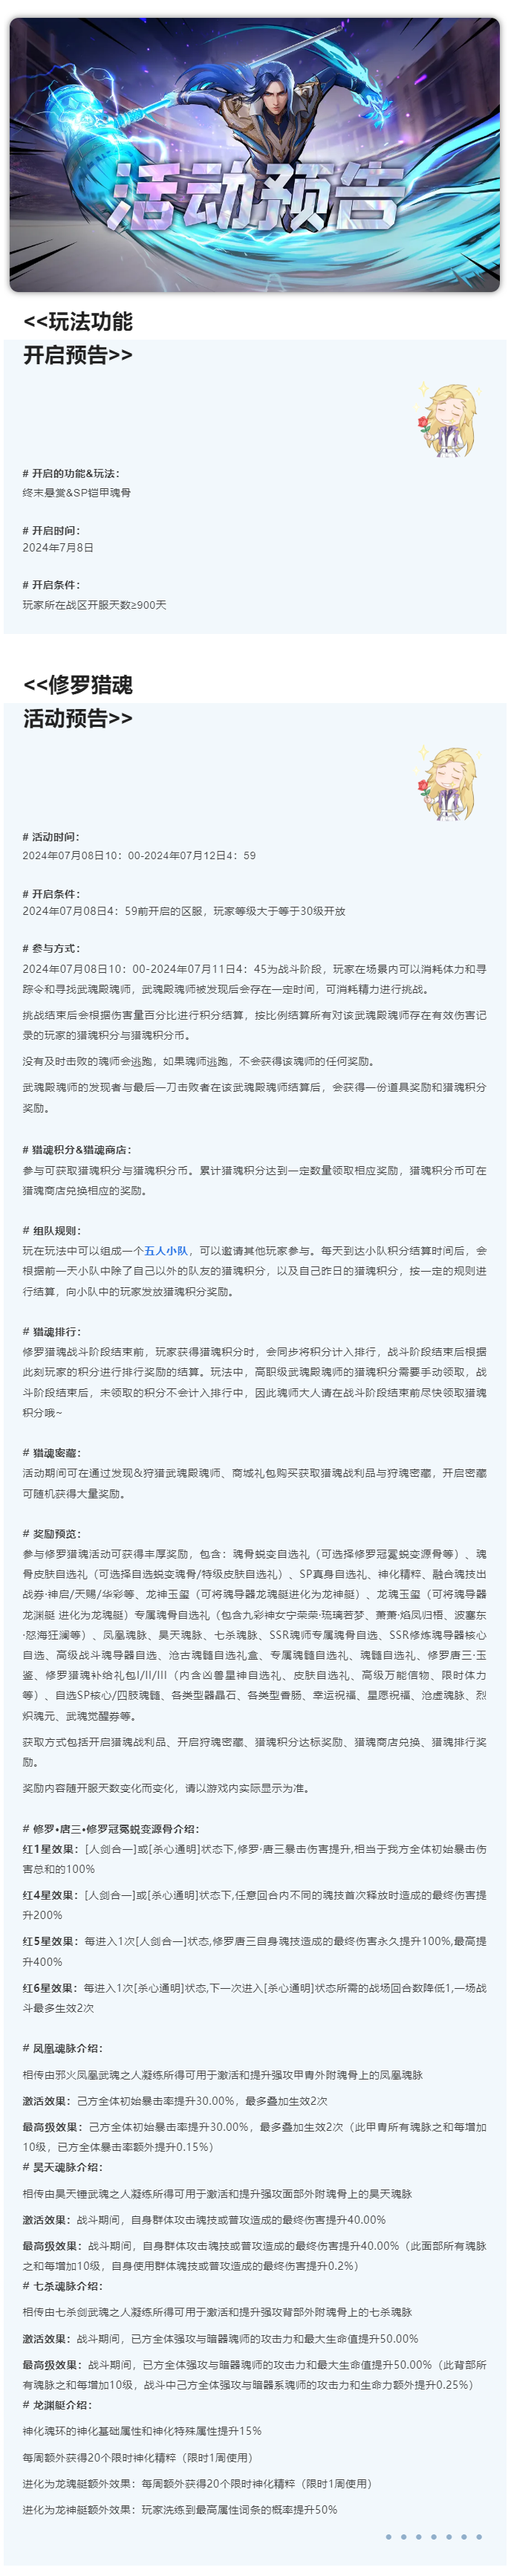 活动预告
<<玩法功能
开启预告>>
# 开启的功能&玩法：
终末悬赏&SP铠甲魂骨
# 开启时间：
2024年7月8日
# 开启条件：
玩家所在战区开服天数≥900天
<<修罗猎魂
活动预告>>
# 活动时间：
2024年07月08日10：00-2024年07月12日4：59
# 开启条件：
2024年07月08日4：59前开启的区服，玩家等级大于等于30级开放
# 参与方式：
2024年07月08日10：00-2024年07月11日4：45为战斗阶段，玩家在场景内可以消耗体力和寻
踪令和寻找武魂殿魂师，武魂殿魂师被发现后会存在一定时间，可消耗精力进行挑战。
挑战结束后会根据伤害量百分比进行积分结算，按比例结算所有对该武魂殿魂师存在有效伤害记
录的玩家的猎魂积分与猎魂积分币。
没有及时击败的魂师会逃跑，如果魂师逃跑，不会获得该魂师的任何奖励。
武魂殿魂师的发现者与最后一刀击败者在该武魂殿魂师结算后，会获得一份道具奖励和猎魂积分
奖励。
# 猎魂积分&猎魂商店：
参与可获取猎魂积分与猎魂积分币。累计猎魂积分达到一定数量领取相应奖励，猎魂积分币可在
猎魂商店兑换相应的奖励。
# 组队规则：
玩在玩法中可以组成一个五人小队，可以邀请其他玩家参与。每天到达小队积分结算时间后，会
根据前一天小队中除了自己以外的队友的猎魂积分，以及自己昨日的猎魂积分，按一定的规则进
行结算，向小队中的玩家发放猎魂积分奖励。
# 猎魂排行：
修罗猎魂战斗阶段结束前，玩家获得猎魂积分时，会同步将积分计入排行，战斗阶段结束后根据
此刻玩家的积分进行排行奖励的结算。玩法中，高职级武魂殿魂师的猎魂积分需要手动领取，战
斗阶段结束后，未领取的积分不会计入排行中，因此魂师大人请在战斗阶段结束前尽快领取猎魂
积分哦~
# 猎魂密藏：
活动期间可在通过发现&狩猎武魂殿魂师、商城礼包购买获取猎魂战利品与狩魂密藏，开启密藏
可随机获得大量奖励。
# 奖励预览：
参与修罗猎魂活动可获得丰厚奖励，包含：魂骨蜕变自选礼（可选择修罗冠冕蜕变源骨等）、魂
骨皮肤自选礼（可选择自选蜕变魂骨/特级皮肤自选礼）、SP真身自选礼、神化精粹、融合魂技出
战券·神启/天赐/华彩等、龙神玉玺（可将魂导器龙魂艇进化为龙神艇）、龙魂玉玺（可将魂导器
龙渊艇 进化为龙魂艇）专属魂骨自选礼（包含九彩神女宁荣荣·琉璃若梦、萧萧·焰凤归梧、波塞东
·怒海狂澜等）、凤凰魂脉、昊天魂脉、七杀魂脉、SSR魂师专属魂骨自选、SSR修炼魂导器核心
自选、高级战斗魂导器自选、沧古魂髓自选礼盒、专属魂髓自选礼、魂髓自选礼、修罗唐三·玉
鉴、修罗猎魂补给礼包I/II/III（内含凶兽星神自选礼、皮肤自选礼、高级万能信物、限时体力
等）、自选SP核心/四肢魂髓、各类型器晶石、各类型香肠、幸运祝福、星愿祝福、沧虚魂脉、烈
炽魂元、武魂觉醒券等。
获取方式包括开启猎魂战利品、开启狩魂密藏、猎魂积分达标奖励、猎魂商店兑换、猎魂排行奖
励。
奖励内容随开服天数变化而变化，请以游戏内实际显示为准。
# 修罗•唐三•修罗冠冕蜕变源骨介绍：
红1星效果：[人剑合一]或[杀心通明]状态下,修罗·唐三暴击伤害提升,相当于我方全体初始暴击伤
害总和的100%
红4星效果：[人剑合一]或[杀心通明]状态下,任意回合内不同的魂技首次释放时造成的最终伤害提
升200%
红5星效果：每进入1次[人剑合一]状态,修罗唐三自身魂技造成的最终伤害永久提升100%,最高提
升400%
红6星效果：每进入1次[杀心通明]状态,下一次进入[杀心通明]状态所需的战场回合数降低1,一场战
斗最多生效2次
# 凤凰魂脉介绍：
相传由邪火凤凰武魂之人凝练所得可用于激活和提升强攻甲胄外附魂骨上的凤凰魂脉
激活效果：己方全体初始暴击率提升30.00%，最多叠加生效2次
最高级效果：己方全体初始暴击率提升30.00%，最多叠加生效2次（此甲胄所有魂脉之和每增加
10级，已方全体暴击率额外提升0.15%）
# 昊天魂脉介绍：
相传由昊天锤武魂之人凝练所得可用于激活和提升强攻面部外附魂骨上的昊天魂脉
激活效果：战斗期间，自身群体攻击魂技或普攻造成的最终伤害提升40.00%
最高级效果：战斗期间，自身群体攻击魂技或普攻造成的最终伤害提升40.00%（此面部所有魂脉
之和每增加10级，自身使用群体魂技或普攻造成的最终伤害提升0.2%）
# 七杀魂脉介绍：
相传由七杀剑武魂之人凝练所得可用于激活和提升强攻背部外附魂骨上的七杀魂脉
激活效果：战斗期间，已方全体强攻与暗器魂师的攻击力和最大生命值提升50.00%
最高极效果：战斗期间，已方全体强攻与暗器魂师的攻击力和最大生命值提升50.00%（此背部所
有魂脉之和每增加10级，战斗中己方全体强攻与暗器系魂师的攻击力和生命力额外提升0.25%）
# 龙渊艇介绍：
神化魂环的神化基础属性和神化特殊属性提升15%
每周额外获得20个限时神化精粹（限时1周使用）
进化为龙魂艇额外效果：每周额外获得20个限时神化精粹（限时1周使用）
进化为龙神艇额外效果：玩家洗练到最高属性词条的概率提升50%